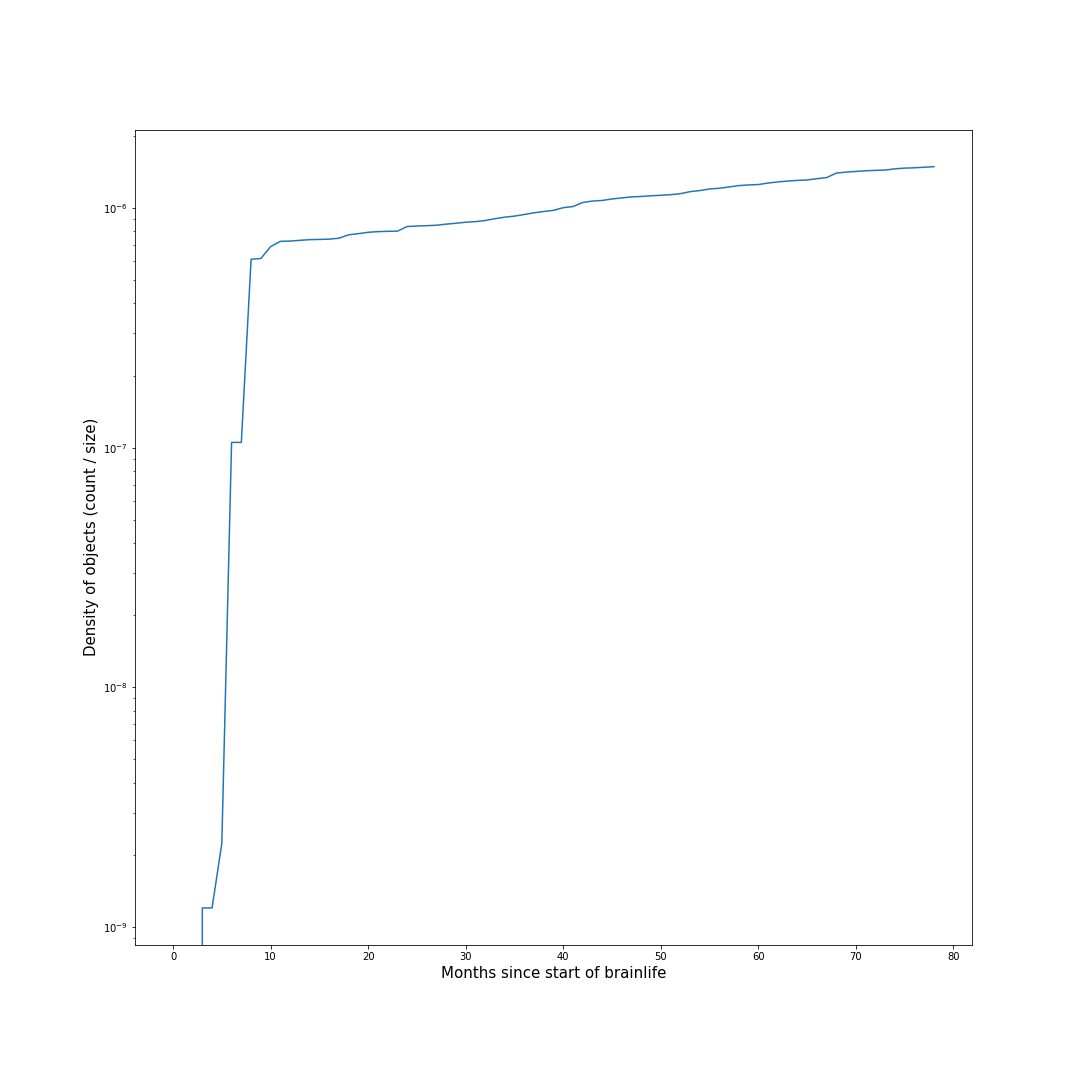 Density of objects (count / size)
10⁻⁶
10⁻⁷
10⁻⁸
10⁻⁹
0 10 20 30 40 50 60 70 80
Months since start of brainlife